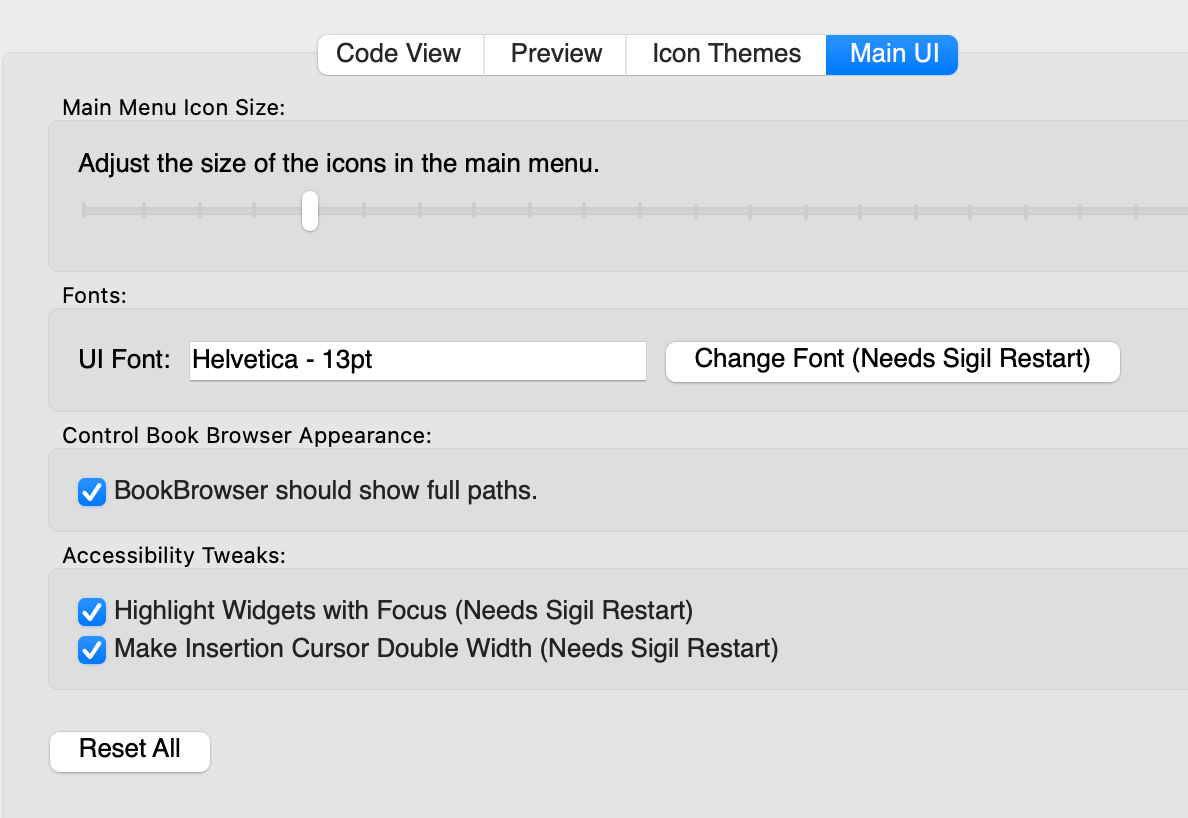 Code View Preview Icon Themes Main UI
Main Menu Icon Size:
Adjust the size of the icons in the main menu.
Fonts:
UI Font: Helvetica - 13pt Change Font (Needs Sigil Restart)
Control Book Browser Appearance:
BookBrowser should show full paths.
Accessibility Tweaks:
Highlight Widgets with Focus (Needs Sigil Restart)
Make Insertion Cursor Double Width (Needs Sigil Restart)
Reset All